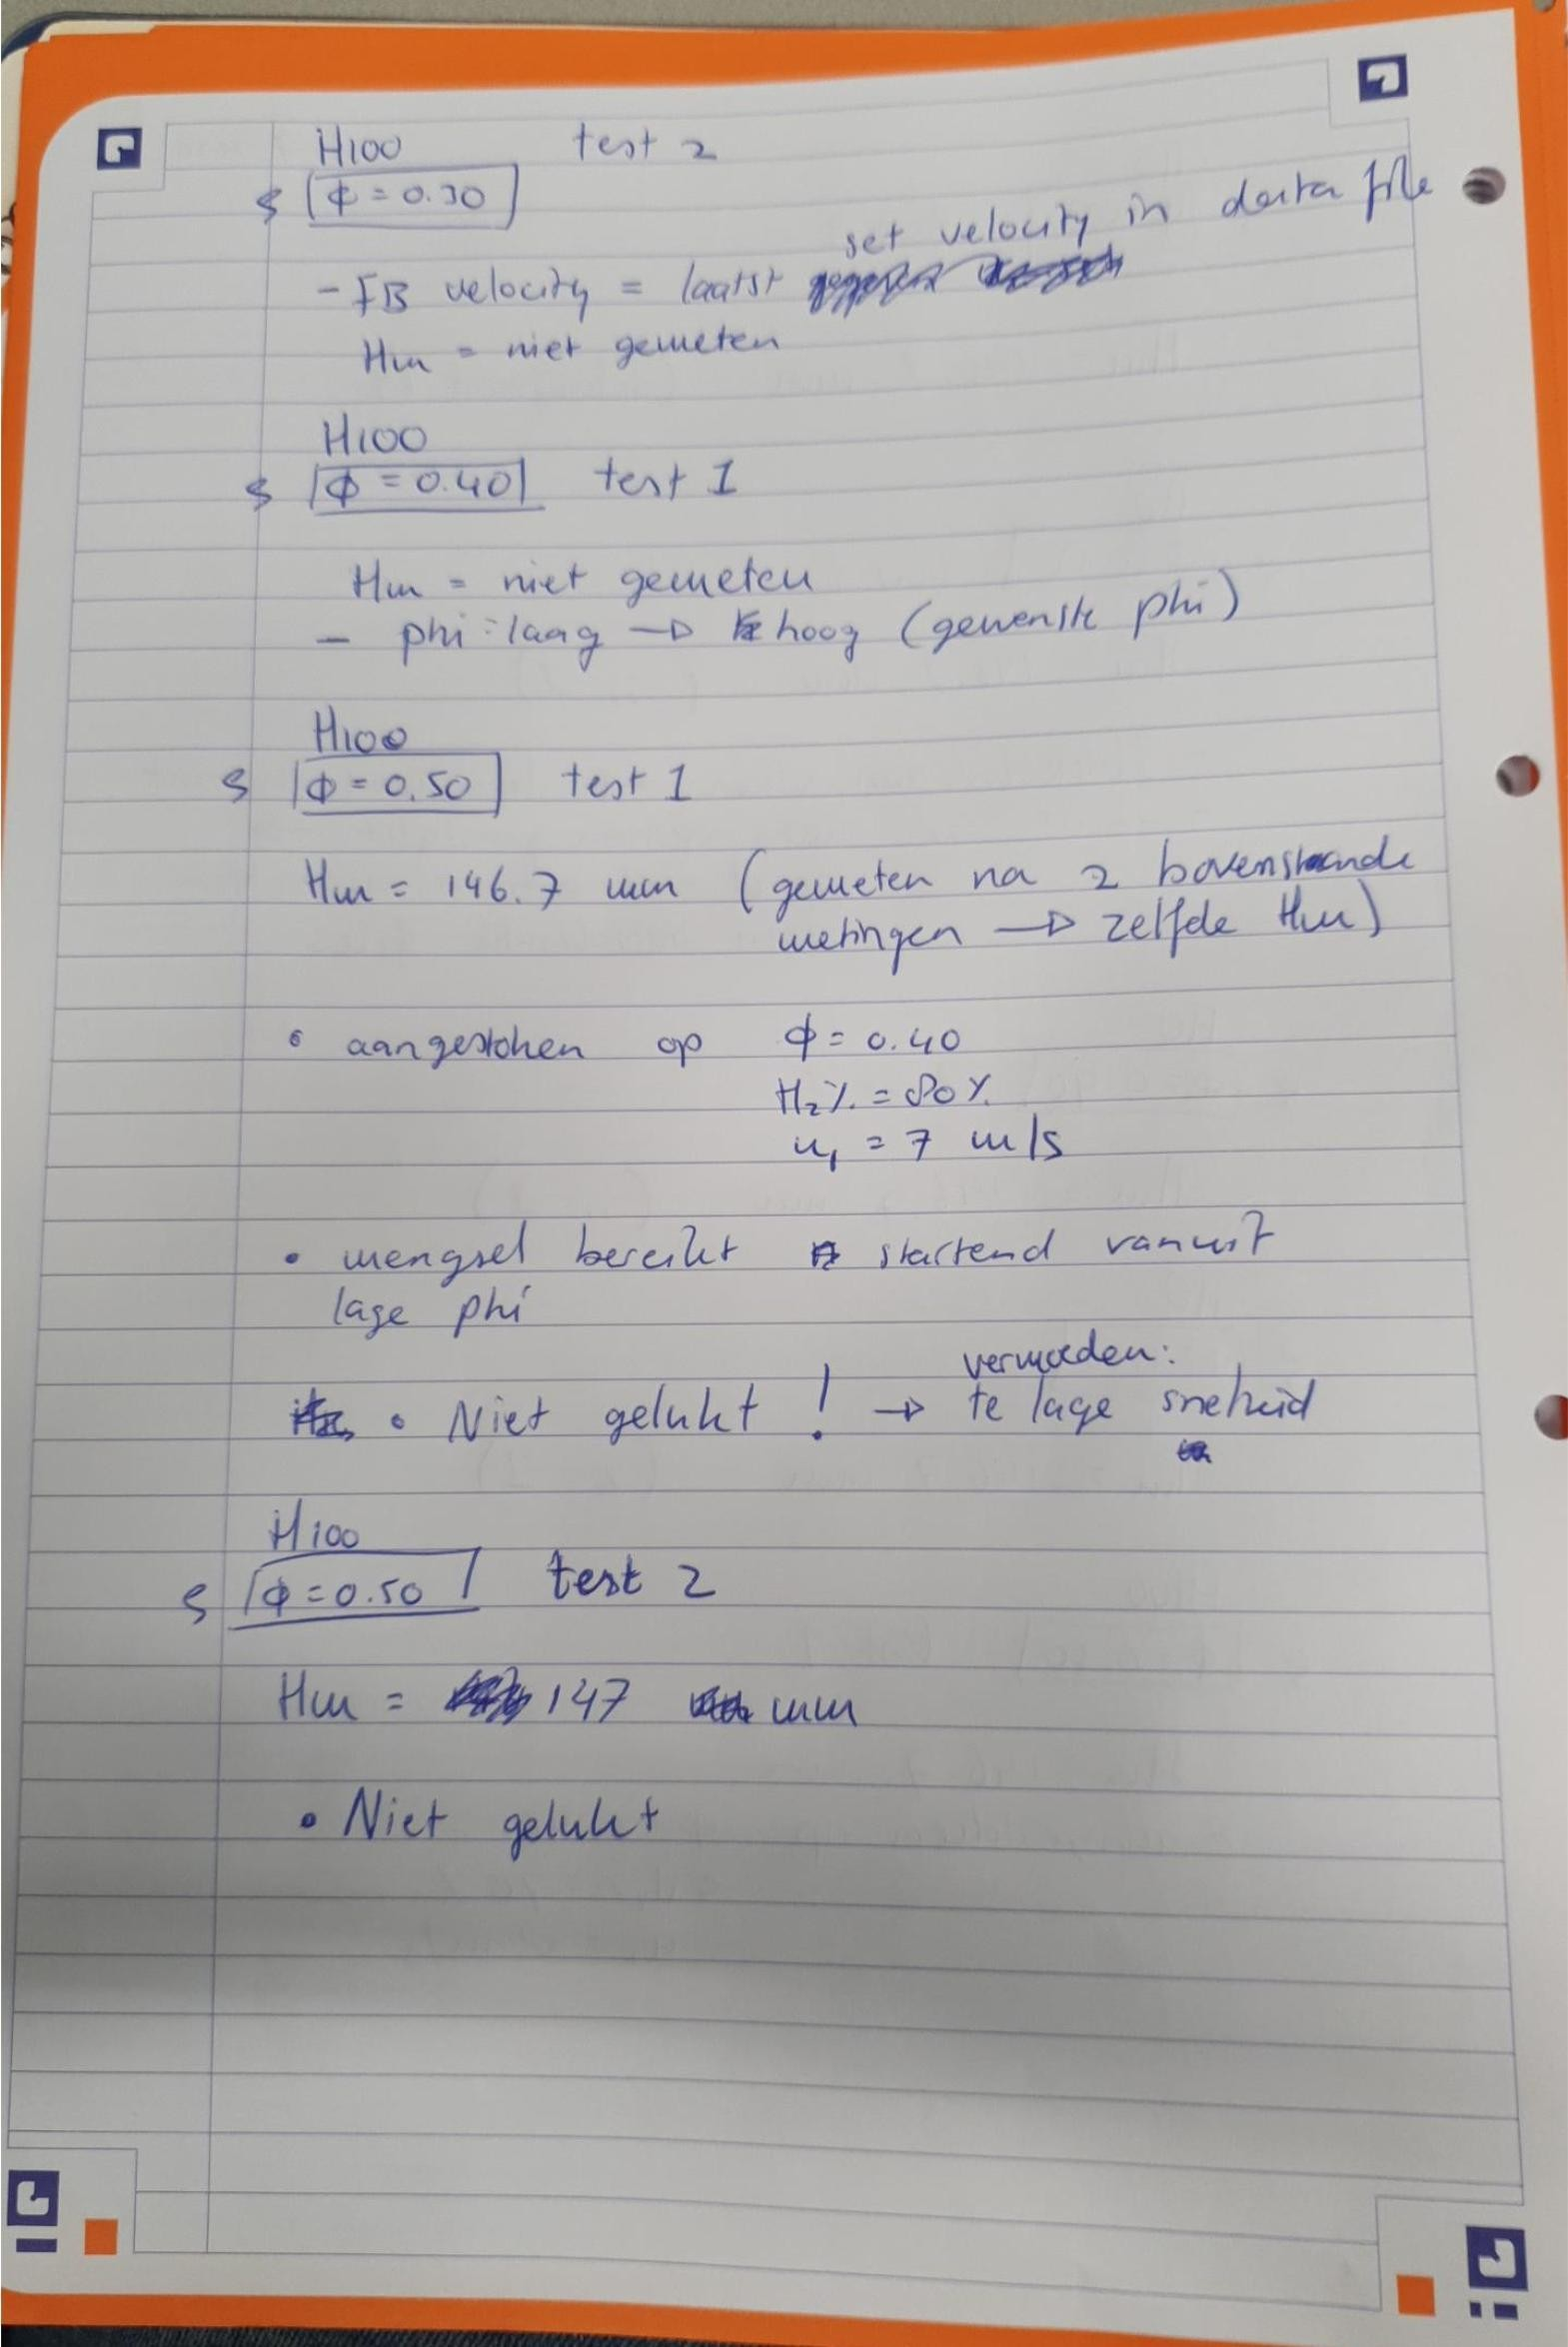 H100 test 2
S ϕ = 0.30
set velocity in data file
- FB velocity = laatst
Hm = niet gemeten
H100
S ϕ = 0.40 test 1
Hm = niet gemeten
- phi = laag → hoog (gewenste phi)
H100
S ϕ = 0.50 test 1
Hm = 146.7 mm (gemeten na 2 bovenstaande
metingen → zelfde Hm)
• aangestoken op ϕ = 0.40
H₂% = 80%
u₁ = 7 m/s
• mengsel bereikt startend vanuit
lage phi
vermoeden:
• Niet gelukt! → te lage snelheid
H100
S ϕ = 0.50 test 2
Hm = 147 mm
• Niet gelukt